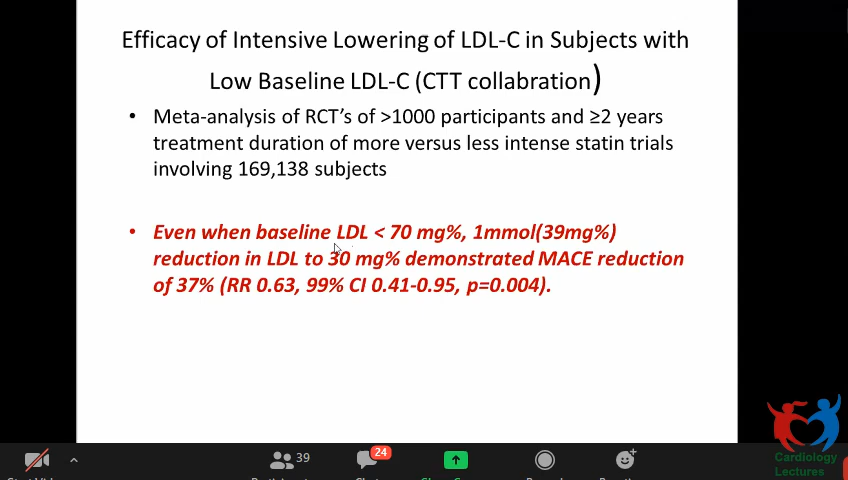 Efficacy of Intensive Lowering of LDL-C in Subjects with
Low Baseline LDL-C (CTT collabration)
• Meta-analysis of RCT's of >1000 participants and ≥2 years
treatment duration of more versus less intense statin trials
involving 169,138 subjects
• Even when baseline LDL < 70 mg%, 1mmol(39mg%)
reduction in LDL to 30 mg% demonstrated MACE reduction
of 37% (RR 0.63, 99% CI 0.41-0.95, p=0.004).
39
24
Cardiology
Lectures